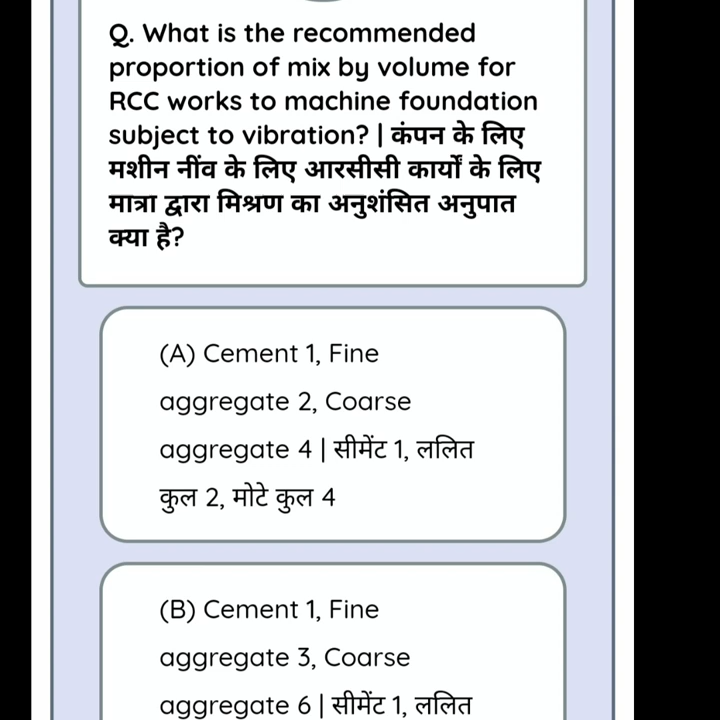 Q. What is the recommended
proportion of mix by volume for
RCC works to machine foundation
subject to vibration? | कंपन के लिए
मशीन नींव के लिए आरसीसी कार्यों के लिए
मात्रा द्वारा मिश्रण का अनुशंसित अनुपात
क्या है?
(A) Cement 1, Fine
aggregate 2, Coarse
aggregate 4 | सीमेंट 1, ललित
कुल 2, मोटे कुल 4
(B) Cement 1, Fine
aggregate 3, Coarse
aggregate 6 | सीमेंट 1, ललित